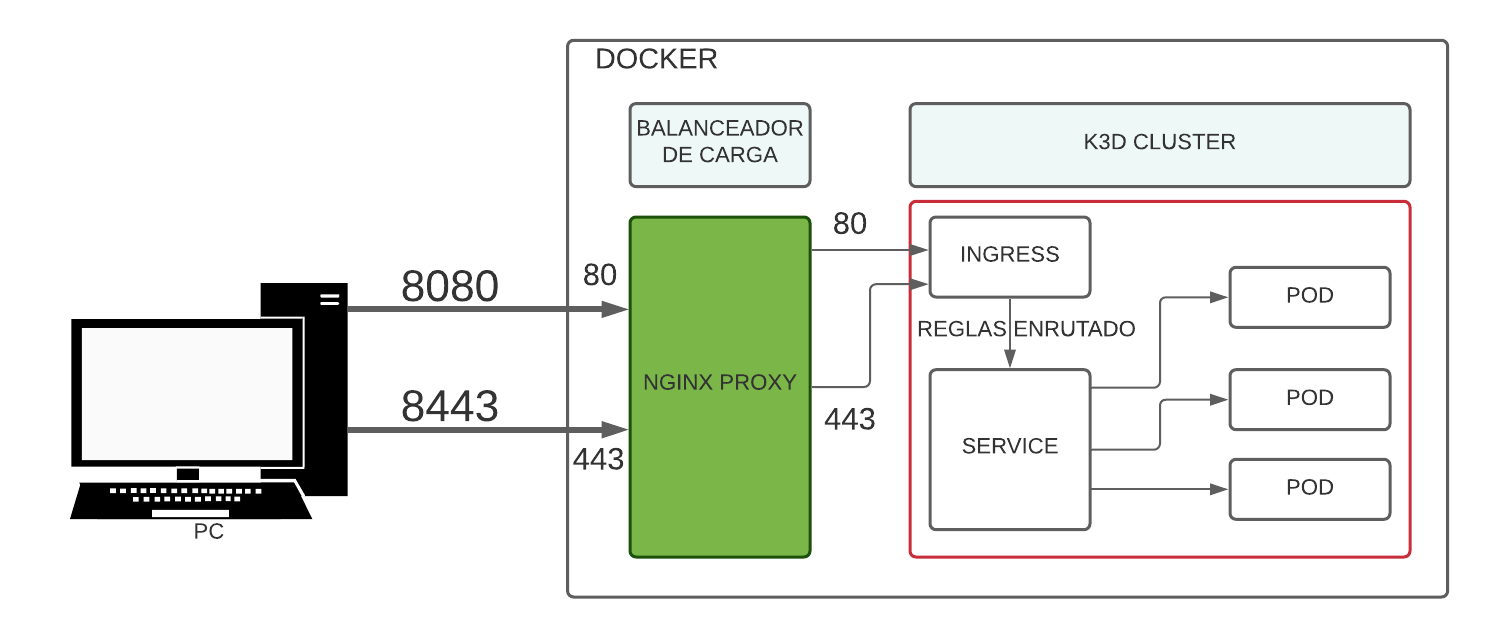 DOCKER
BALANCEADOR
DE CARGA
K3D CLUSTER
80
INGRESS
8080
80
POD
REGLAS ENRUTADO
NGINX PROXY
8443
443
POD
443
SERVICE
POD
PC